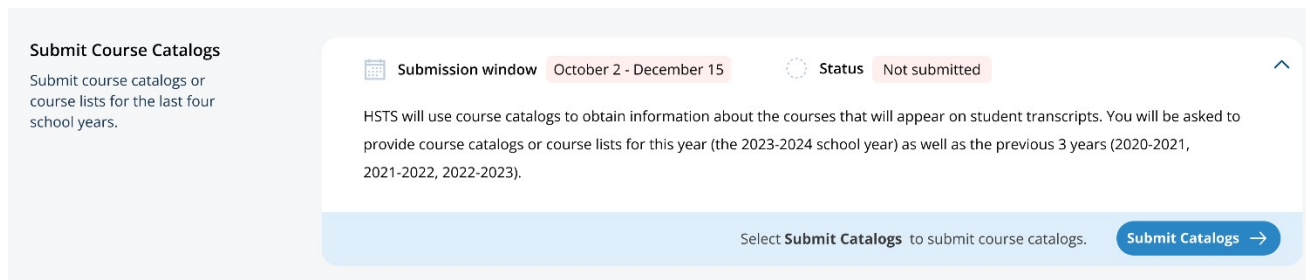 Submit Course Catalogs
Submit course catalogs or
course lists for the last four
school years.
Submission window October 2 - December 15 Status Not submitted
HSTS will use course catalogs to obtain information about the courses that will appear on student transcripts. You will be asked to
provide course catalogs or course lists for this year (the 2023-2024 school year) as well as the previous 3 years (2020-2021,
2021-2022, 2022-2023).
Select Submit Catalogs to submit course catalogs. Submit Catalogs →